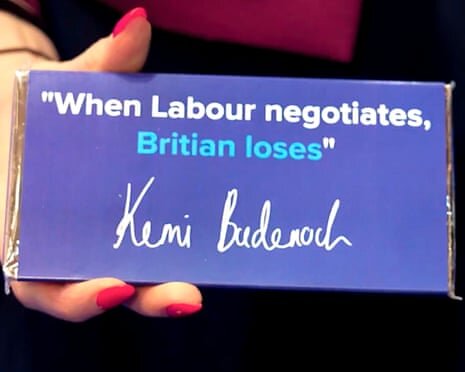 "When Labour negotiates,
Britian loses"
Kemi Badenoch